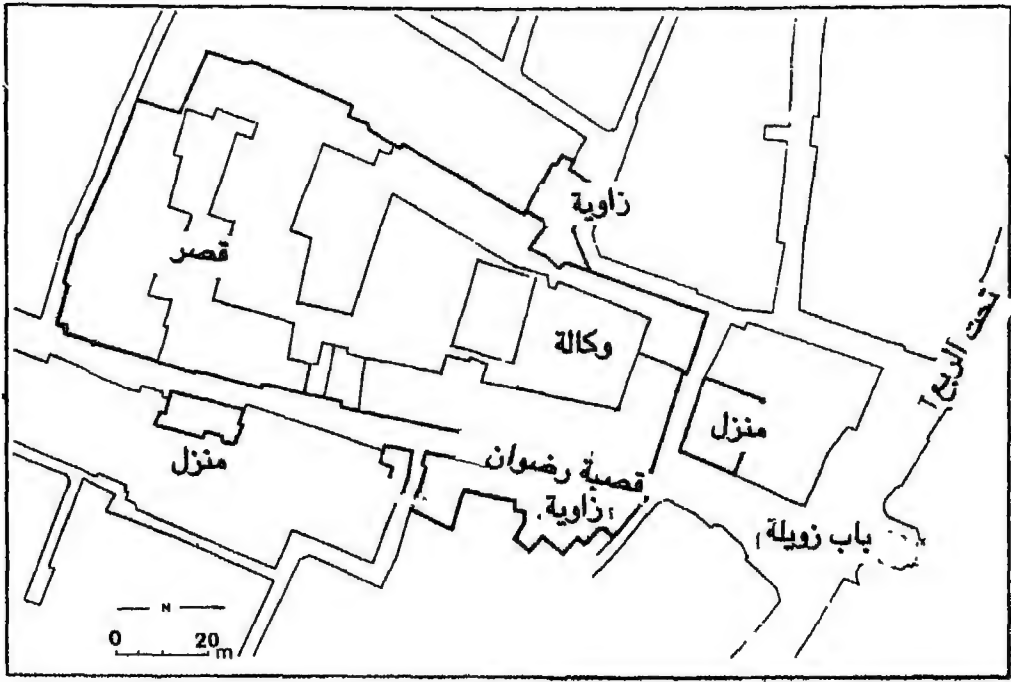 زاوية
قصر
تحت الربع
وكالة
منزل
منزل
قصبة رضوان
زاوية
باب زويلة
N
0 20 m